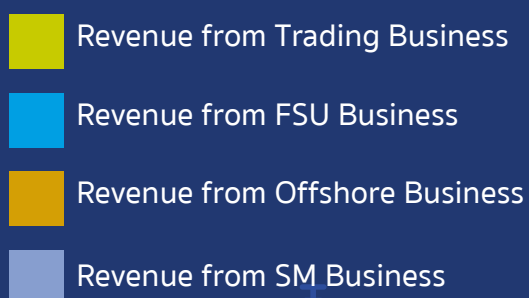 Revenue from Trading Business
Revenue from FSU Business
Revenue from Offshore Business
Revenue from SM Business